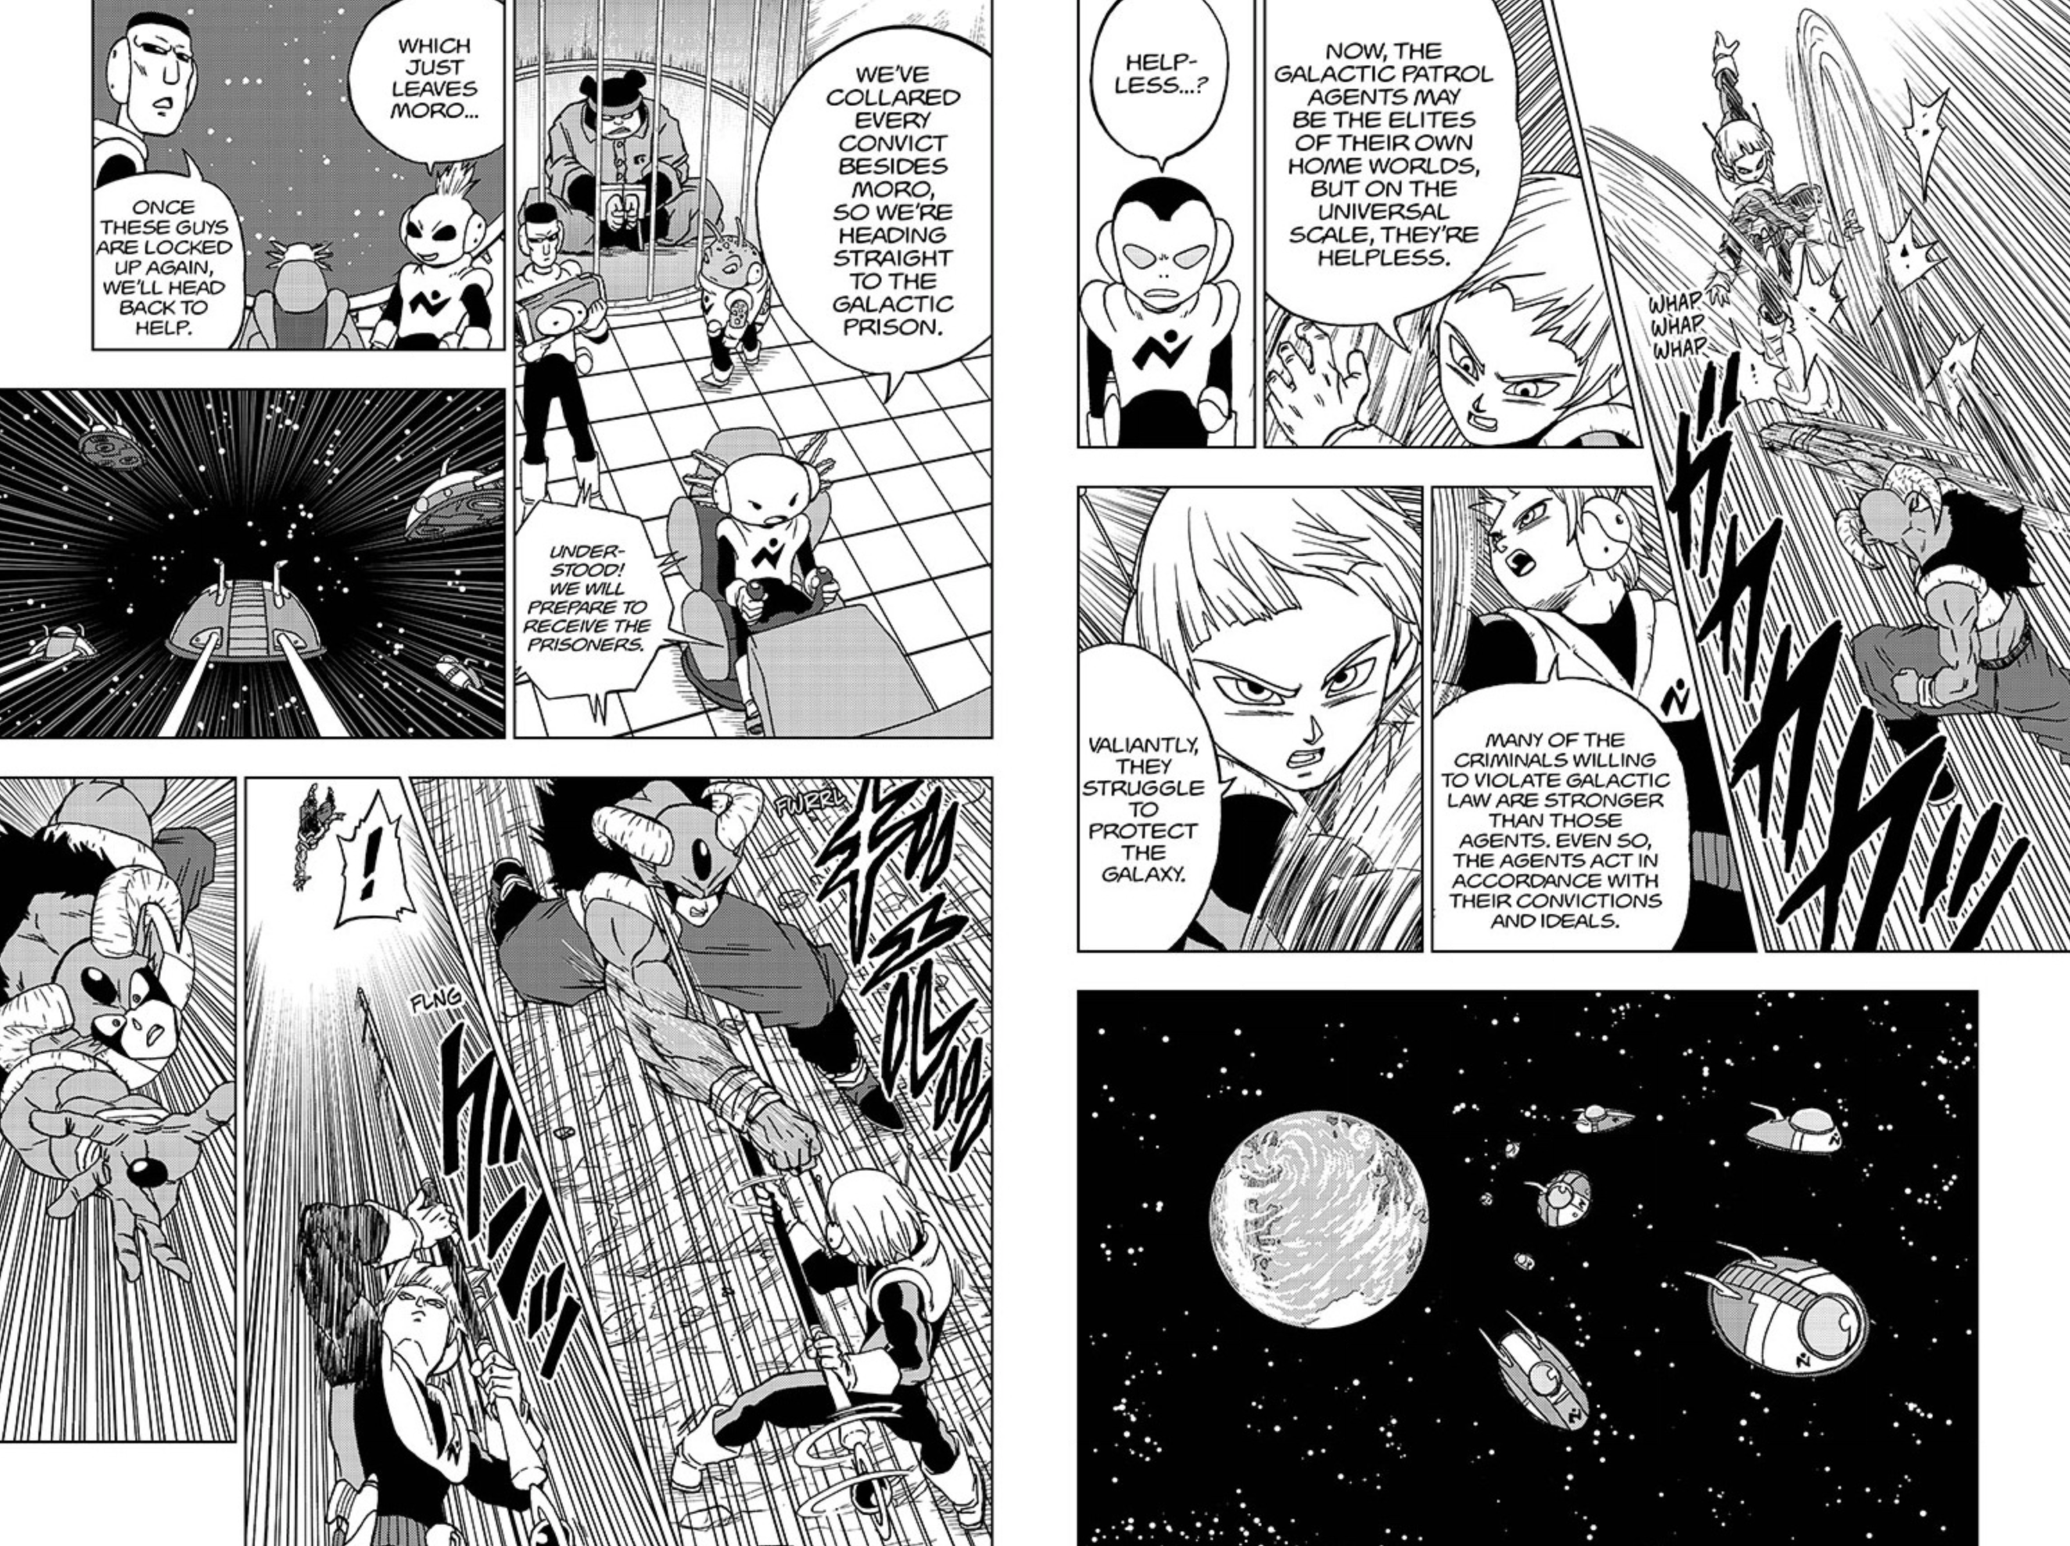 WHAP
WHAP
WHAP
ガガガガガ
NOW, THE
GALACTIC PATROL
AGENTS MAY
BE THE ELITES
OF THEIR OWN
HOME WORLDS,
BUT ON THE
UNIVERSAL
SCALE, THEY'RE
HELPLESS.
HELP-
LESS...?
MANY OF THE
CRIMINALS WILLING
TO VIOLATE GALACTIC
LAW ARE STRONGER
THAN THOSE
AGENTS. EVEN SO,
THE AGENTS ACT IN
ACCORDANCE WITH
THEIR CONVICTIONS
AND IDEALS.
VALIANTLY,
THEY
STRUGGLE
TO
PROTECT
THE
GALAXY.
WE'VE
COLLARED
EVERY
CONVICT
BESIDES
MORO,
SO WE'RE
HEADING
STRAIGHT
TO THE
GALACTIC
PRISON.
UNDER-
STOOD!
WE WILL
PREPARE TO
RECEIVE THE
PRISONERS.
WHICH
JUST
LEAVES
MORO...
ONCE
THESE GUYS
ARE LOCKED
UP AGAIN,
WE'LL HEAD
BACK TO
HELP.
FWRRL
FLNG
!